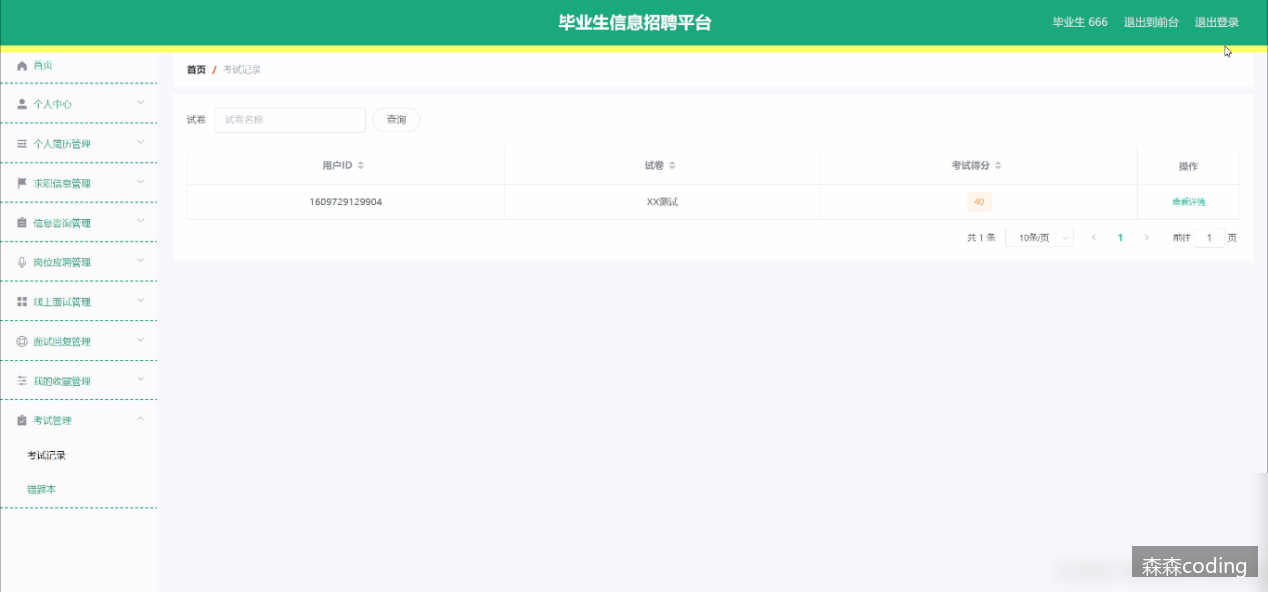 毕业生信息招聘平台
毕业生 666 退出到前台 退出登录
首页
个人中心
个人简历管理
求职信息管理
信息咨询管理
岗位应聘管理
线上面试管理
面试回复管理
我的收藏管理
考试管理
考试记录
错题本
首页 / 考试记录
试卷 试卷名称 查询
用户ID 试卷 考试得分 操作
1609729129904 XX测试 40 查看详情
共 1 条 10条/页 1 前往 1 页
森森coding